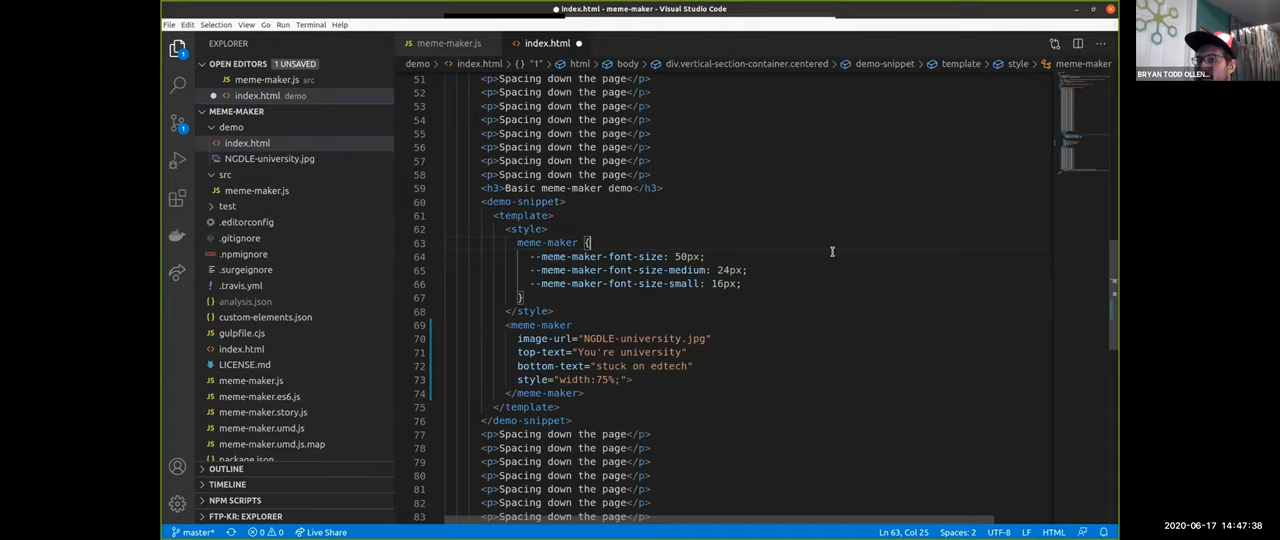 index.html - meme-maker - Visual Studio Code
File Edit Selection View Go Run Terminal Help
EXPLORER
OPEN EDITORS 1 UNSAVED
meme-maker.js src
index.html demo
MEME-MAKER
demo
index.html
NGDLE-university.jpg
src
meme-maker.js
test
.editorconfig
.gitignore
.npmignore
.surgeignore
.travis.yml
analysis.json
custom-elements.json
gulpfile.cjs
index.html
LICENSE.md
meme-maker.js
meme-maker.es6.js
meme-maker.story.js
meme-maker.umd.js
meme-maker.umd.js.map
package.json
OUTLINE
TIMELINE
NPM SCRIPTS
FTP-KR: EXPLORER
1
1
meme-maker.js
index.html
demo > index.html > {} "1" > html > body > div.vertical-section-container.centered > demo-snippet > template > style > meme-maker
51 <p>Spacing down the page</p>
52 <p>Spacing down the page</p>
53 <p>Spacing down the page</p>
54 <p>Spacing down the page</p>
55 <p>Spacing down the page</p>
56 <p>Spacing down the page</p>
57 <p>Spacing down the page</p>
58 <p>Spacing down the page</p>
59 <h3>Basic meme-maker demo</h3>
60 <demo-snippet>
61 <template>
62 <style>
63 meme-maker {
64 --meme-maker-font-size: 50px;
65 --meme-maker-font-size-medium: 24px;
66 --meme-maker-font-size-small: 16px;
67 }
68 </style>
69 <meme-maker
70 image-url="NGDLE-university.jpg"
71 top-text="You're university"
72 bottom-text="stuck on edtech"
73 style="width:75%;">
74 </meme-maker>
75 </template>
76 </demo-snippet>
77 <p>Spacing down the page</p>
78 <p>Spacing down the page</p>
79 <p>Spacing down the page</p>
80 <p>Spacing down the page</p>
81 <p>Spacing down the page</p>
82 <p>Spacing down the page</p>
83 <p>Spacing down the page</p>
master* 0 0 Live Share
Ln 63, Col 25 Spaces: 2 UTF-8 LF HTML
BRYAN TODD OLLEN...
2020-06-17 14:47:38